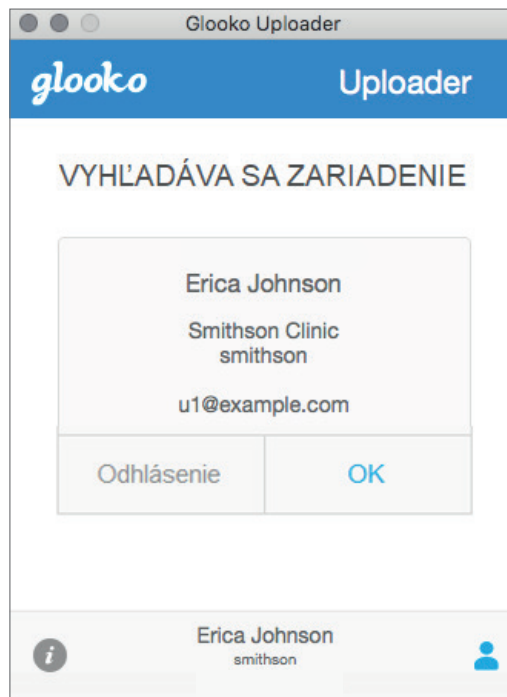 Glooko Uploader
glooko Uploader
VYHĽADÁVA SA ZARIADENIE
Erica Johnson
Smithson Clinic
smithson
u1@example.com
Odhlásenie OK
i
Erica Johnson
smithson